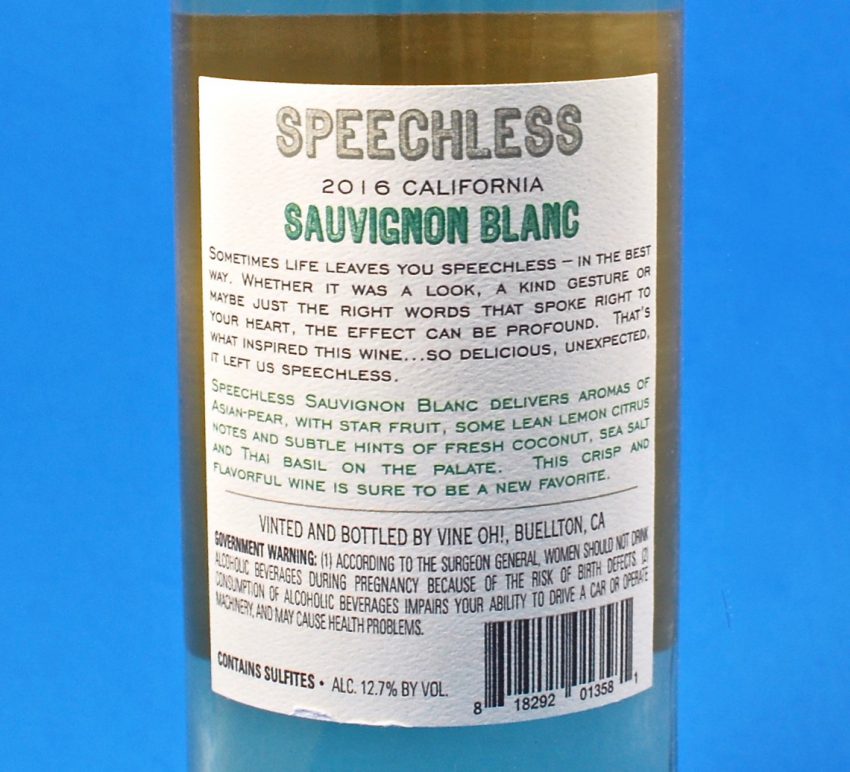 SPEECHLESS
2016 CALIFORNIA
SAUVIGNON BLANC
SOMETIMES LIFE LEAVES YOU SPEECHLESS – IN THE BEST
WAY. WHETHER IT WAS A LOOK, A KIND GESTURE OR
MAYBE JUST THE RIGHT WORDS THAT SPOKE RIGHT TO
YOUR HEART, THE EFFECT CAN BE PROFOUND. THAT'S
WHAT INSPIRED THIS WINE...SO DELICIOUS, UNEXPECTED,
IT LEFT US SPEECHLESS.
SPEECHLESS SAUVIGNON BLANC DELIVERS AROMAS OF
ASIAN-PEAR, WITH STAR FRUIT, SOME LEAN LEMON CITRUS
NOTES AND SUBTLE HINTS OF FRESH COCONUT, SEA SALT
AND THAI BASIL ON THE PALATE. THIS CRISP AND
FLAVORFUL WINE IS SURE TO BE A NEW FAVORITE.
VINTED AND BOTTLED BY VINE OH!, BUELLTON, CA
GOVERNMENT WARNING: (1) ACCORDING TO THE SURGEON GENERAL, WOMEN SHOULD NOT DRINK
ALCOHOLIC BEVERAGES DURING PREGNANCY BECAUSE OF THE RISK OF BIRTH DEFECTS. (2)
CONSUMPTION OF ALCOHOLIC BEVERAGES IMPAIRS YOUR ABILITY TO DRIVE A CAR OR OPERATE
MACHINERY, AND MAY CAUSE HEALTH PROBLEMS.
CONTAINS SULFITES • ALC. 12.7% BY VOL.
8 18292 01358 1